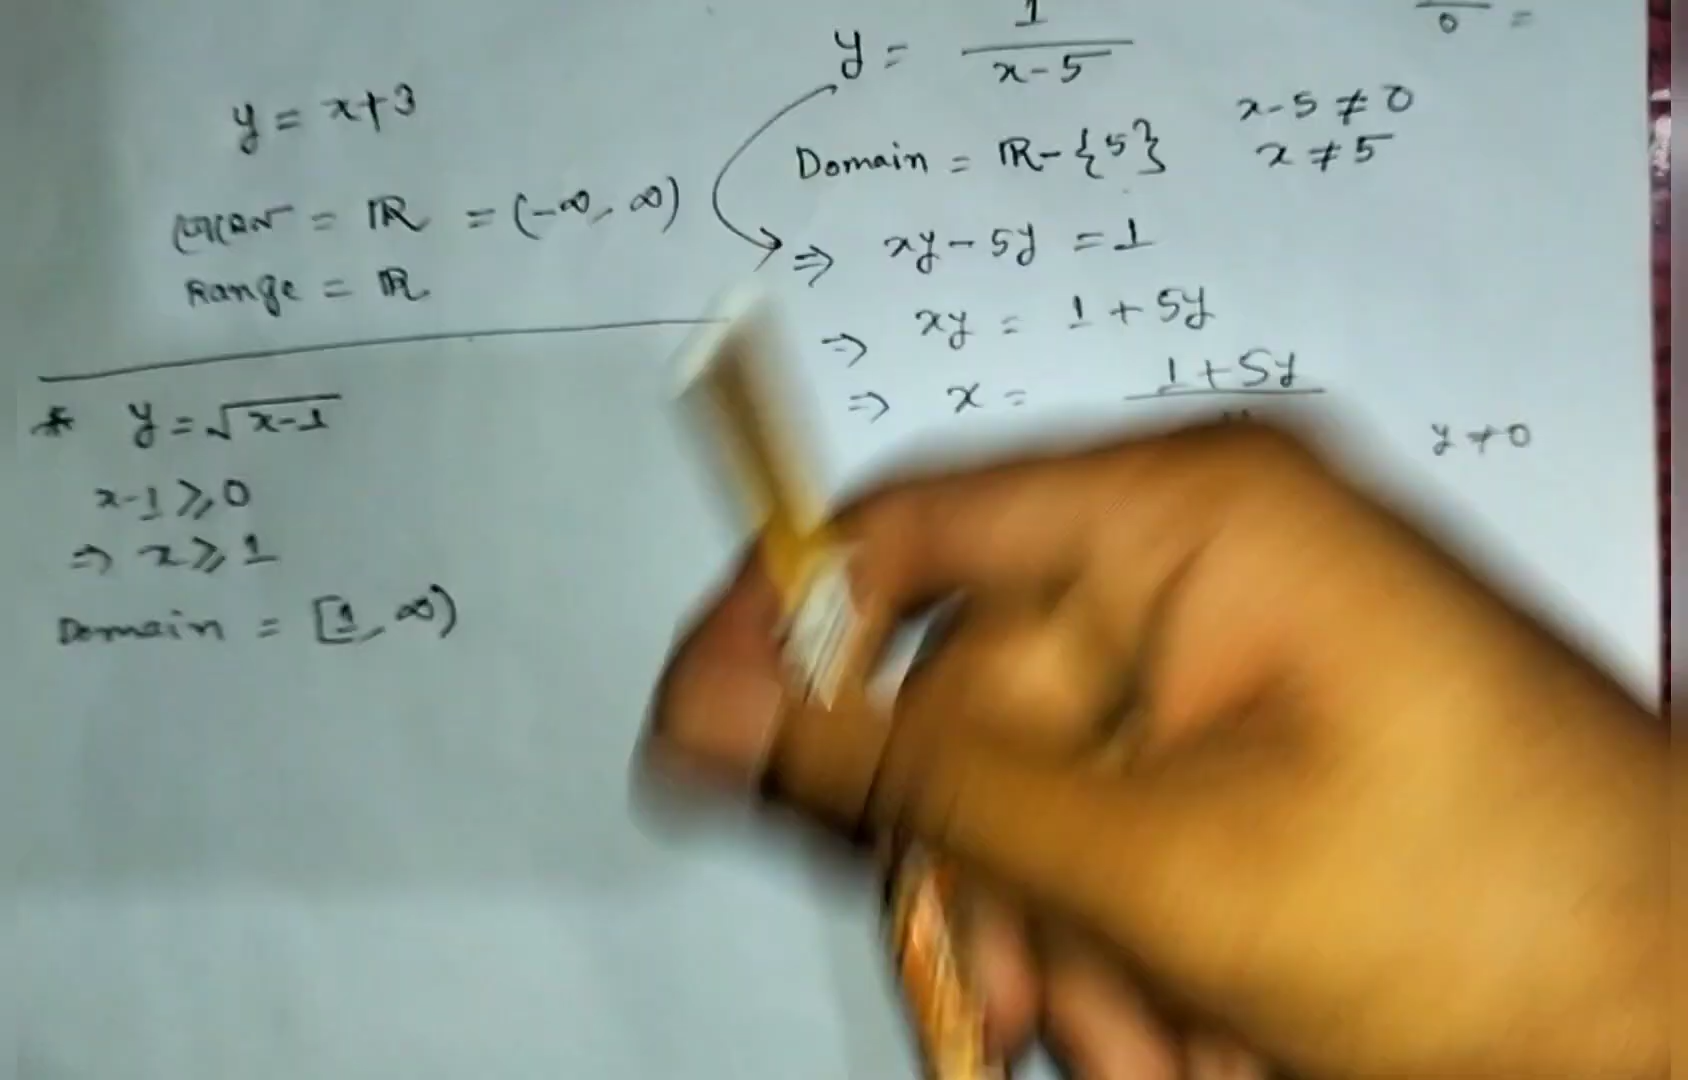 y = x+3
ডোমেন = ℝ = (-∞, ∞)
Range = ℝ
* y = √(x-1)
x-1 ≥ 0
⇒ x ≥ 1
Domain = [1, ∞)
y = 1/(x-5)
x-5 ≠ 0
Domain = ℝ-{5} x ≠ 5
⇒ xy - 5y = 1
⇒ xy = 1 + 5y
⇒ x = 1+5y
y ≠ 0